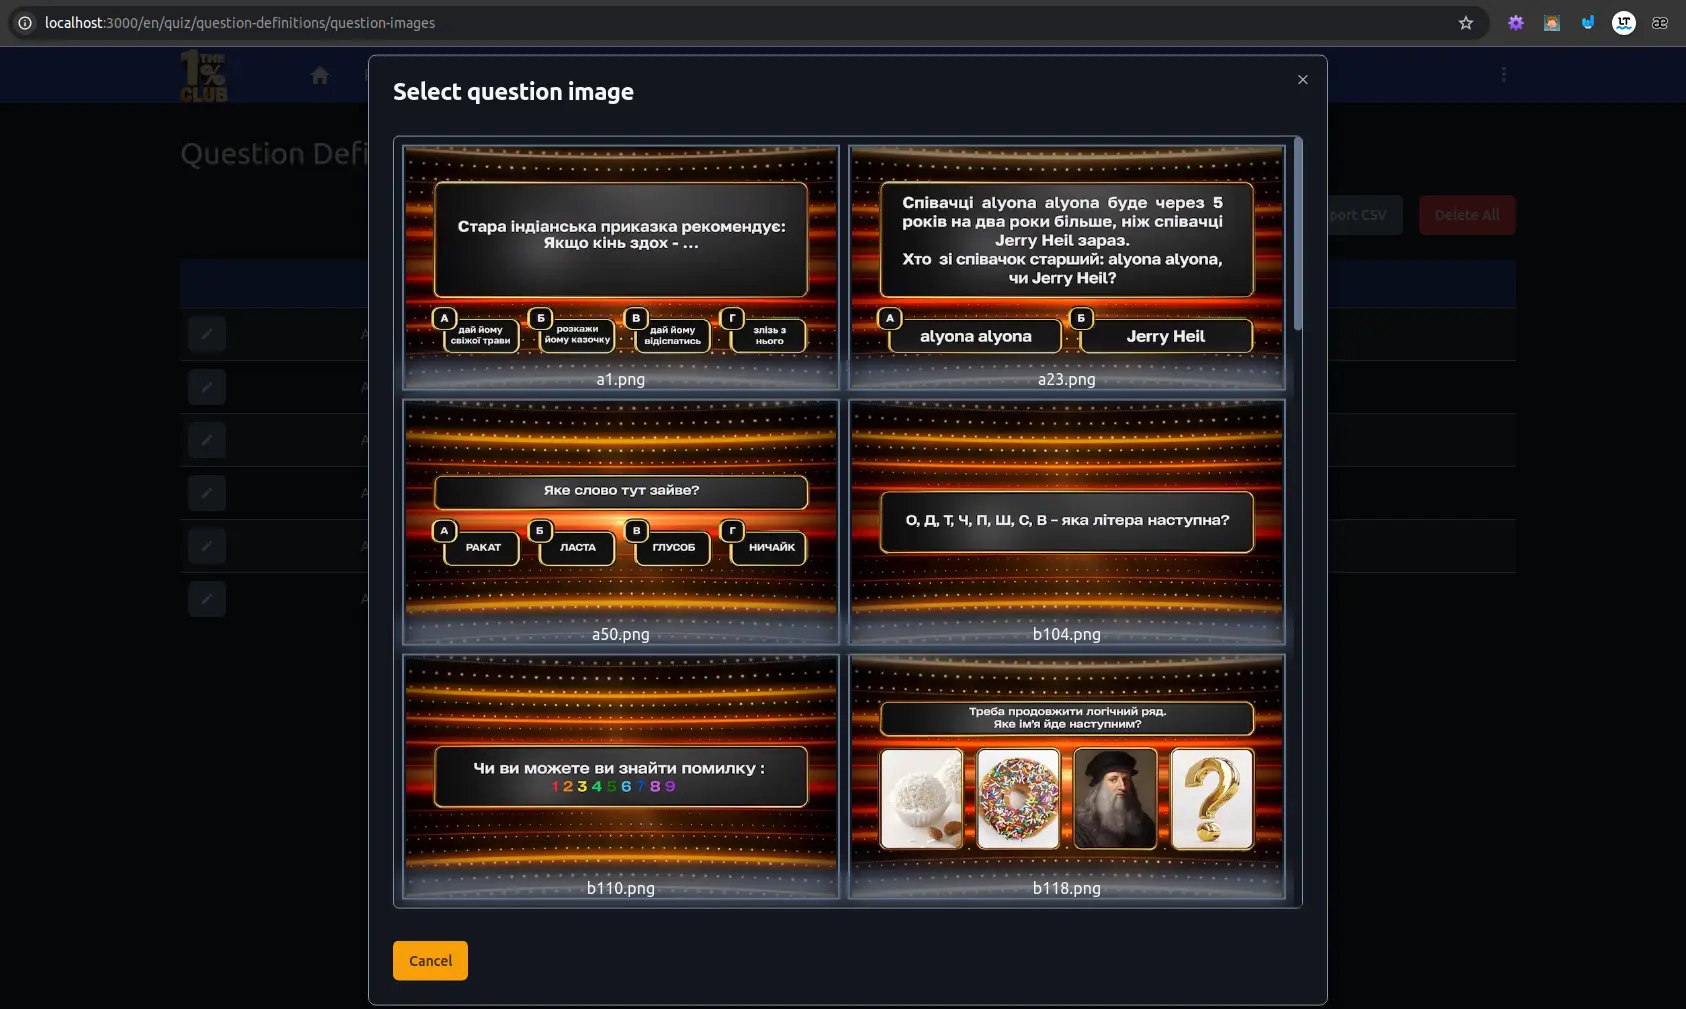 localhost:3000/en/quiz/question-definitions/question-images
THE
1%
CLUB
Question Defi
Select question image
port CSV
Delete All
Стара індіанська приказка рекомендує:
Якщо кінь здох - ...
А
дай йому
свіжої трави
Б
розкажи
йому казочку
В
дай йому
відіспатись
Г
злізь з
нього
a1.png
Співачці alyona alyona буде через 5
років на два роки більше, ніж співачці
Jerry Heil зараз.
Хто зі співачок старший: alyona alyona,
чи Jerry Heil?
А
alyona alyona
Б
Jerry Heil
a23.png
Яке слово тут зайве?
А
РАКАТ
Б
ЛАСТА
В
ГЛУСОБ
Г
НИЧАЙК
a50.png
О, Д, Т, Ч, П, Ш, С, В – яка літера наступна?
b104.png
Чи ви можете ви знайти помилку :
1 2 3 4 5 6 7 8 9
b110.png
Треба продовжити логічний ряд.
Яке ім'я йде наступним?
b118.png
Cancel